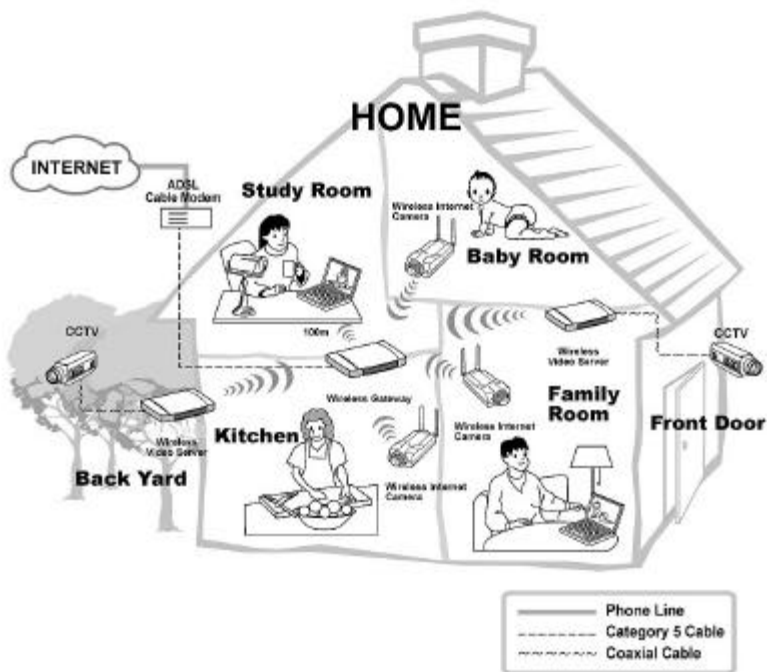 HOME
INTERNET
ADSL
Cable Modem
Study Room
Wireless Internet
Camera
Baby Room
100m
CCTV
CCTV
Wireless
Video Server
Wireless Gateway
Family
Room
Front Door
Kitchen
Wireless Internet
Camera
Wireless
Video Server
Back Yard
Wireless Internet
Camera
Phone Line
Category 5 Cable
Coaxial Cable